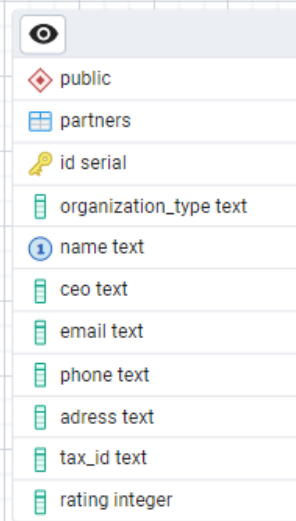 public
partners
id serial
organization_type text
1 name text
ceo text
email text
phone text
adress text
tax_id text
rating integer